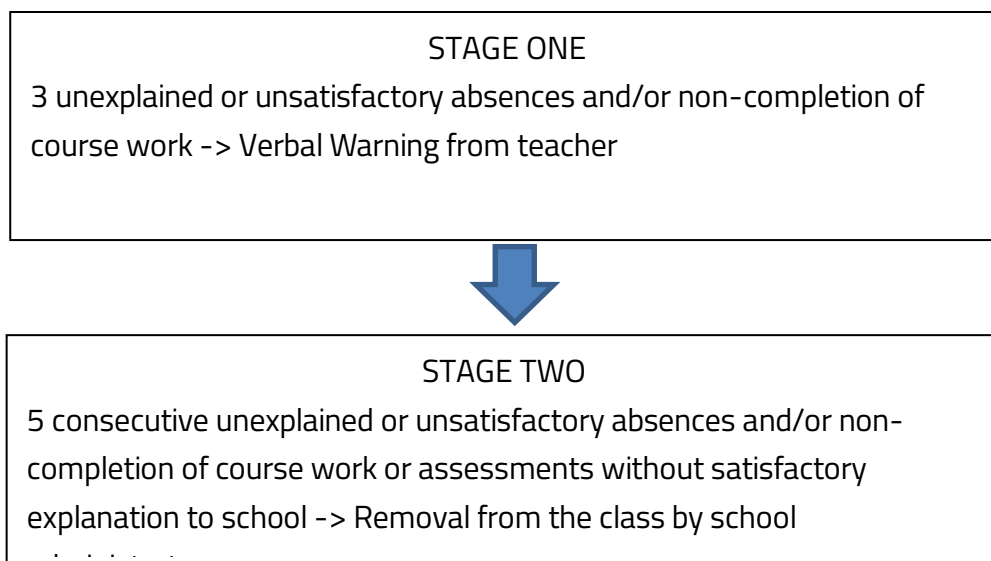 STAGE ONE
3 unexplained or unsatisfactory absences and/or non-completion of
course work -> Verbal Warning from teacher
STAGE TWO
5 consecutive unexplained or unsatisfactory absences and/or non-
completion of course work or assessments without satisfactory
explanation to school -> Removal from the class by school